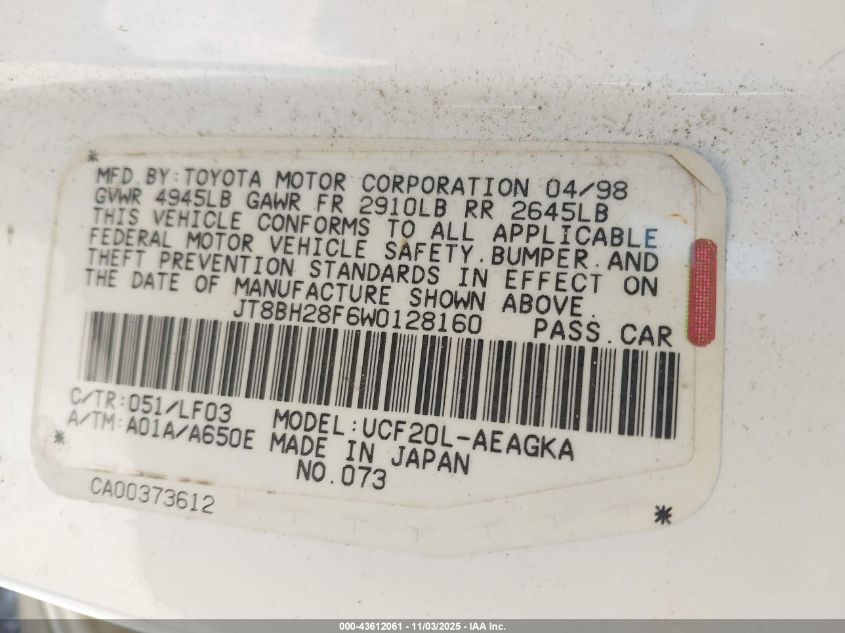 MFD. BY: TOYOTA MOTOR CORPORATION 04/98
GVWR 4945LB GAWR FR 2910LB RR 2645LB
THIS VEHICLE CONFORMS TO ALL APPLICABLE
FEDERAL MOTOR VEHICLE SAFETY. BUMPER. AND
THEFT PREVENTION STANDARDS IN EFFECT ON
THE DATE OF MANUFACTURE SHOWN ABOVE.
JT8BH28F6W0128160 PASS. CAR
C/TR: 051/LF03 MODEL: UCF20L-AEAGKA
A/TM: A01A/A650E MADE IN JAPAN
NO. 073
CA00373612
000-43612061 - 11/03/2025 - IAA Inc.